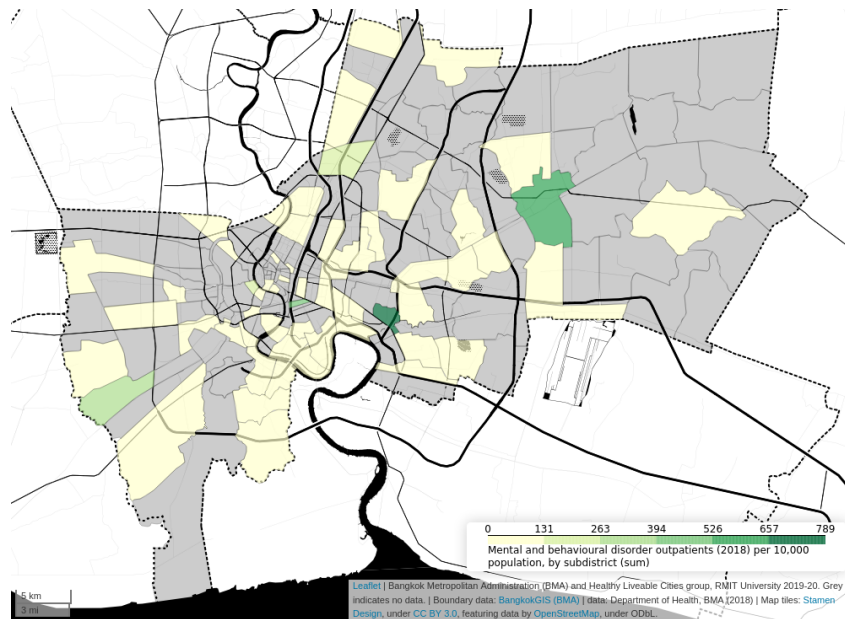 0 131 263 394 526 657 789
Mental and behavioural disorder outpatients (2018) per 10,000
population, by subdistrict (sum)
5 km
3 mi
Leaflet | Bangkok Metropolitan Administration (BMA) and Healthy Liveable Cities group, RMIT University 2019-20. Grey
indicates no data. | Boundary data: BangkokGIS (BMA) | data: Department of Health, BMA (2018) | Map tiles: Stamen
Design, under CC BY 3.0, featuring data by OpenStreetMap, under ODbL.